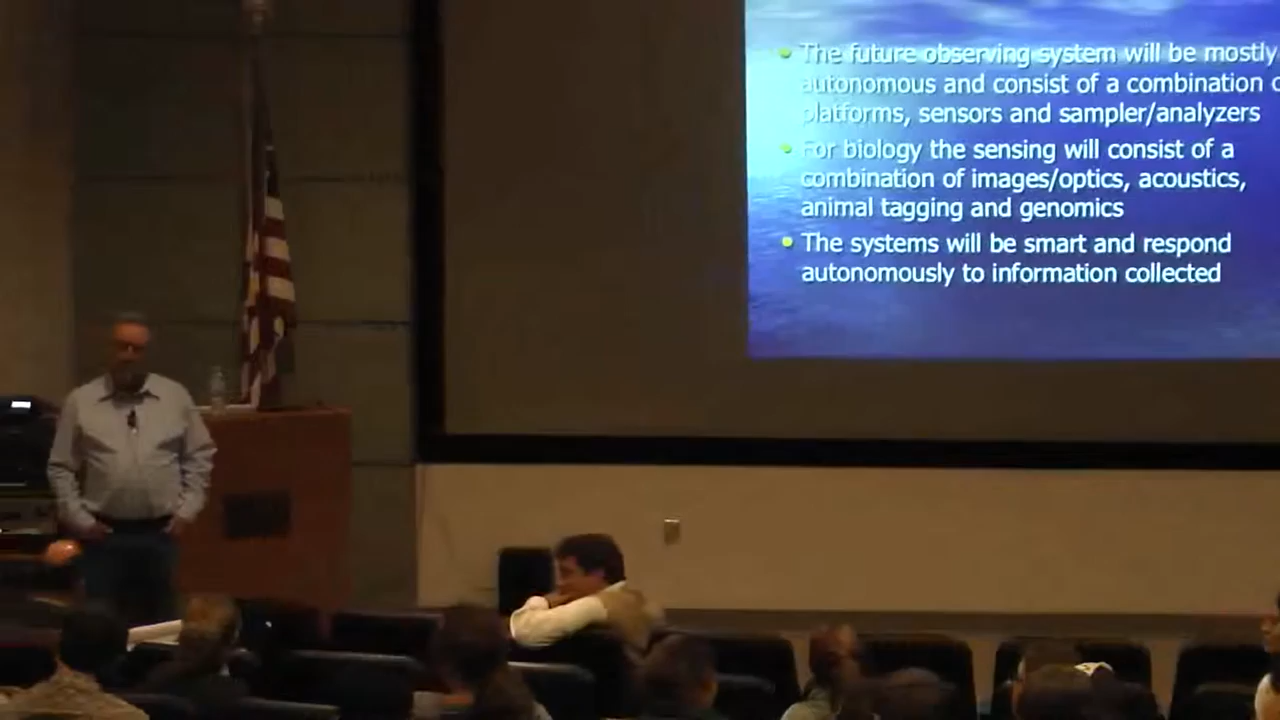 The future observing system will be mostly
autonomous and consist of a combination
platforms, sensors and sampler/analyzers
For biology the sensing will consist of a
combination of images/optics, acoustics,
animal tagging and genomics
The systems will be smart and respond
autonomously to information collected